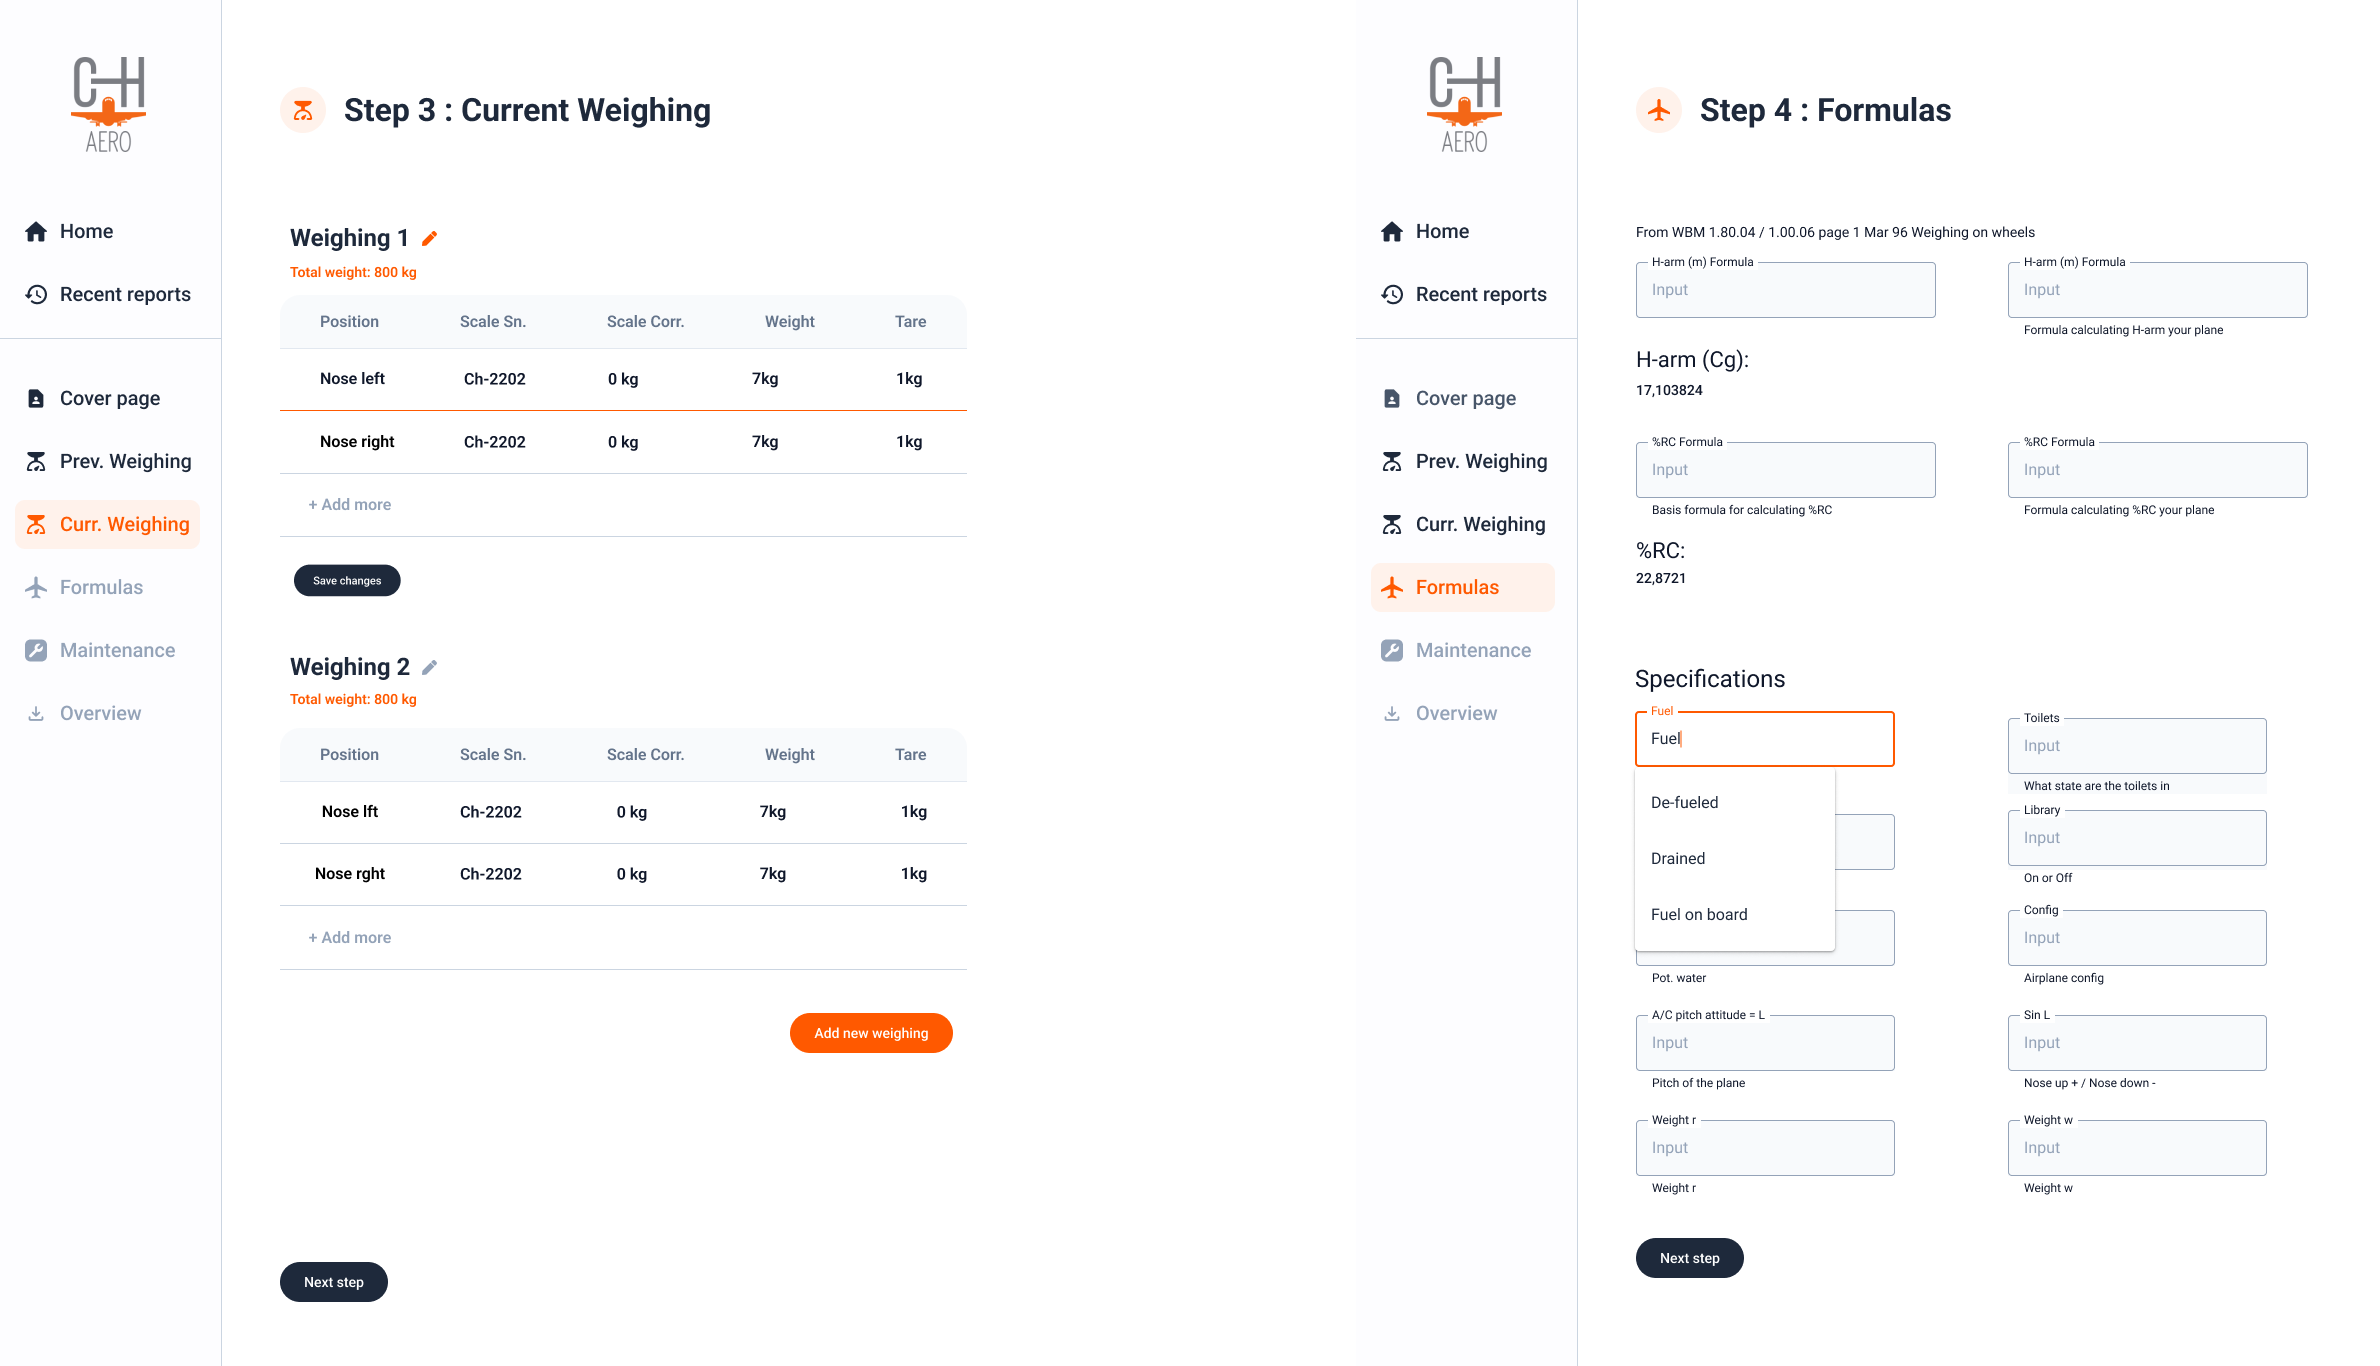 C-H
AERO
Home
Recent reports
Cover page
Prev. Weighing
Curr. Weighing
Formulas
Maintenance
Overview
Step 3 : Current Weighing
Weighing 1
Total weight: 800 kg
Position Scale Sn. Scale Corr. Weight Tare
Nose left Ch-2202 0 kg 7kg 1kg
Nose right Ch-2202 0 kg 7kg 1kg
+ Add more
Save changes
Weighing 2
Total weight: 800 kg
Position Scale Sn. Scale Corr. Weight Tare
Nose lft Ch-2202 0 kg 7kg 1kg
Nose rght Ch-2202 0 kg 7kg 1kg
+ Add more
Add new weighing
Next step
C-H
AERO
Home
Recent reports
Cover page
Prev. Weighing
Curr. Weighing
Formulas
Maintenance
Overview
Step 4 : Formulas
From WBM 1.80.04 / 1.00.06 page 1 Mar 96 Weighing on wheels
H-arm (m) Formula H-arm (m) Formula
Input Input
Formula calculating H-arm your plane
H-arm (Cg):
17,103824
%RC Formula %RC Formula
Input Input
Basis formula for calculating %RC Formula calculating %RC your plane
%RC:
22,8721
Specifications
Fuel Toilets
Fuel Input
What state are the toilets in
De-fueled Library
Input
Drained On or Off
Fuel on board Config
Input
Pot. water Airplane config
A/C pitch attitude = L Sin L
Input Input
Pitch of the plane Nose up + / Nose down -
Weight r Weight w
Input Input
Weight r Weight w
Next step